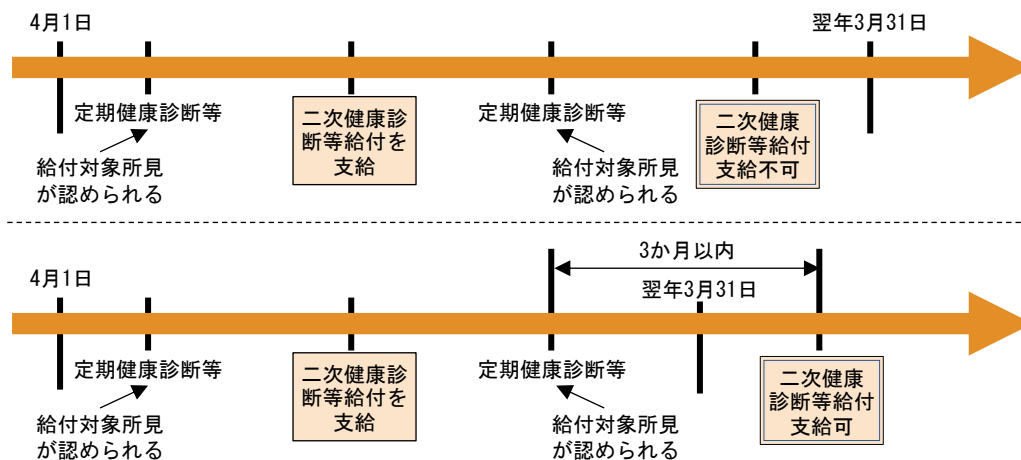 4月1日
翌年3月31日
定期健康診断等
給付対象所見
が認められる
二次健康診
断等給付を
支給
定期健康診断等
給付対象所見
が認められる
二次健康
診断等給付
支給不可
3か月以内
4月1日
翌年3月31日
定期健康診断等
給付対象所見
が認められる
二次健康診
断等給付を
支給
定期健康診断等
給付対象所見
が認められる
二次健康
診断等給付
支給可